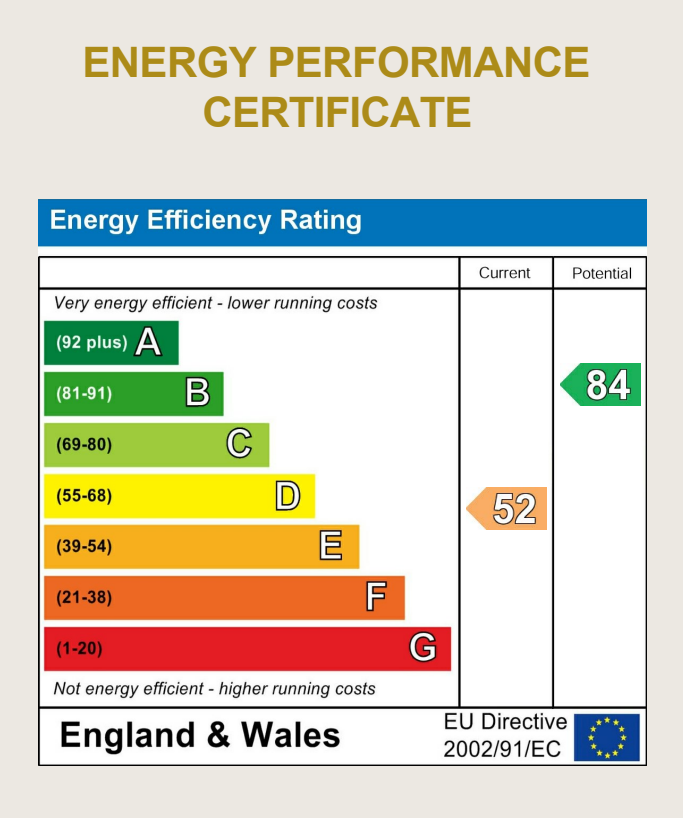 ENERGY PERFORMANCE
CERTIFICATE
Energy Efficiency Rating
Current Potential
Very energy efficient - lower running costs
(92 plus) A
(81-91) B
84
(69-80) C
(55-68) D
52
(39-54) E
(21-38) F
(1-20) G
Not energy efficient - higher running costs
England & Wales
EU Directive
2002/91/EC